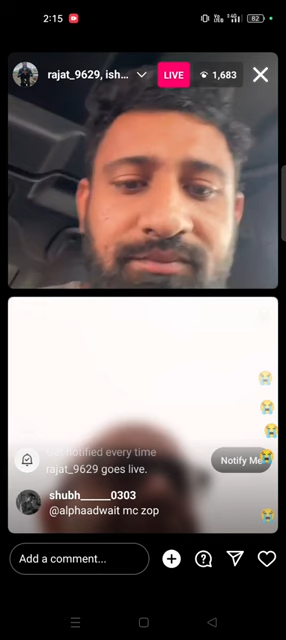 2:15
82
rajat_9629, ish...
LIVE
1,683
Get notified every time
rajat_9629 goes live.
Notify Me
shubh_____0303
@alphaadwait mc zop
Add a comment...